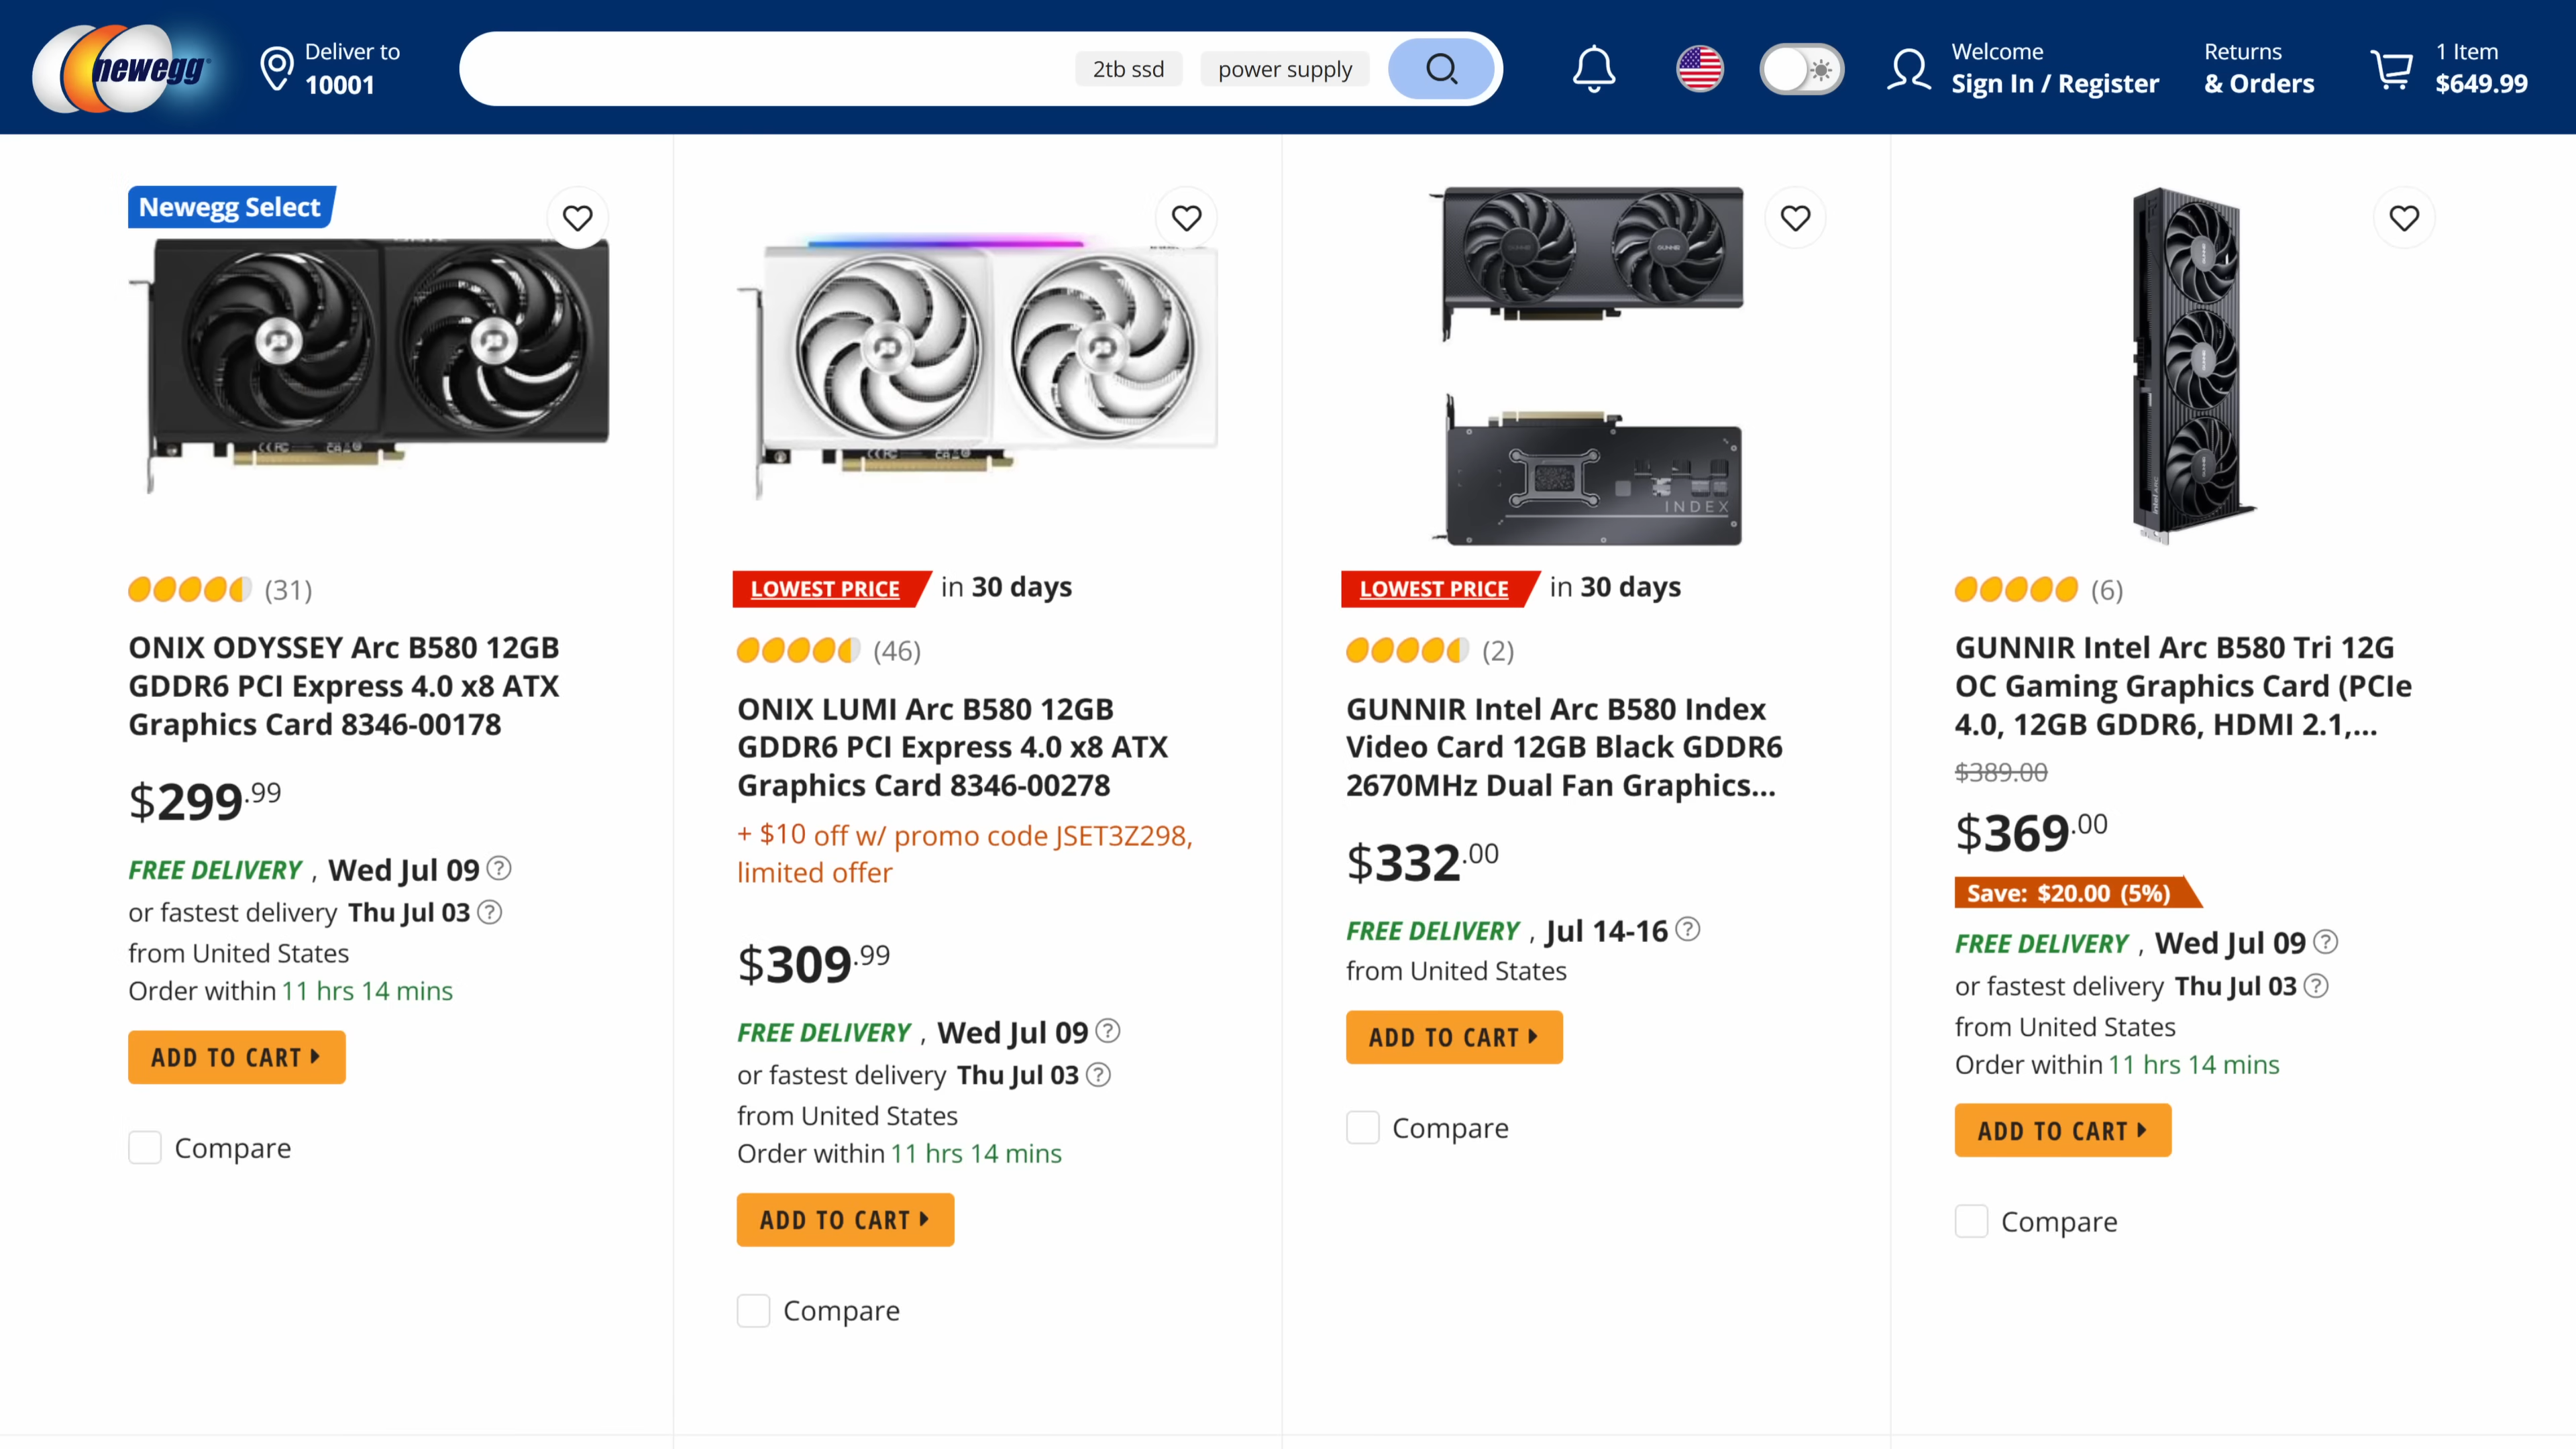 newegg
Deliver to
10001
2tb ssd
power supply
Welcome
Sign In / Register
Returns
& Orders
1 Item
$649.99
Newegg Select
(31)
ONIX ODYSSEY Arc B580 12GB
GDDR6 PCI Express 4.0 x8 ATX
Graphics Card 8346-00178
$299.99
FREE DELIVERY , Wed Jul 09 ?
or fastest delivery Thu Jul 03 ?
from United States
Order within 11 hrs 14 mins
ADD TO CART
Compare
LOWEST PRICE in 30 days
(46)
ONIX LUMI Arc B580 12GB
GDDR6 PCI Express 4.0 x8 ATX
Graphics Card 8346-00278
+ $10 off w/ promo code JSET3Z298,
limited offer
$309.99
FREE DELIVERY , Wed Jul 09 ?
or fastest delivery Thu Jul 03 ?
from United States
Order within 11 hrs 14 mins
ADD TO CART
Compare
GUNNIR
GUNNIR
INDEX
LOWEST PRICE in 30 days
(2)
GUNNIR Intel Arc B580 Index
Video Card 12GB Black GDDR6
2670MHz Dual Fan Graphics...
$332.00
FREE DELIVERY , Jul 14-16 ?
from United States
ADD TO CART
Compare
(6)
GUNNIR Intel Arc B580 Tri 12G
OC Gaming Graphics Card (PCIe
4.0, 12GB GDDR6, HDMI 2.1,...
$389.00
$369.00
Save: $20.00 (5%)
FREE DELIVERY , Wed Jul 09 ?
or fastest delivery Thu Jul 03 ?
from United States
Order within 11 hrs 14 mins
ADD TO CART
Compare